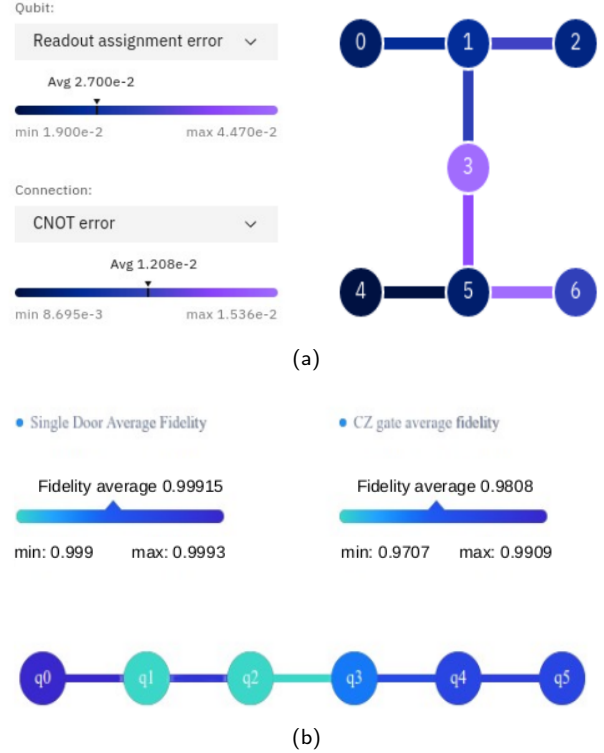 Qubit:
Readout assignment error
Avg 2.700e-2
min 1.900e-2 max 4.470e-2
Connection:
CNOT error
Avg 1.208e-2
min 8.695e-3 max 1.536e-2
0 1 2
3
4 5 6
(a)
Single Door Average Fidelity
Fidelity average 0.99915
min: 0.999 max: 0.9993
CZ gate average fidelity
Fidelity average 0.9808
min: 0.9707 max: 0.9909
q0 q1 q2 q3 q4 q5
(b)